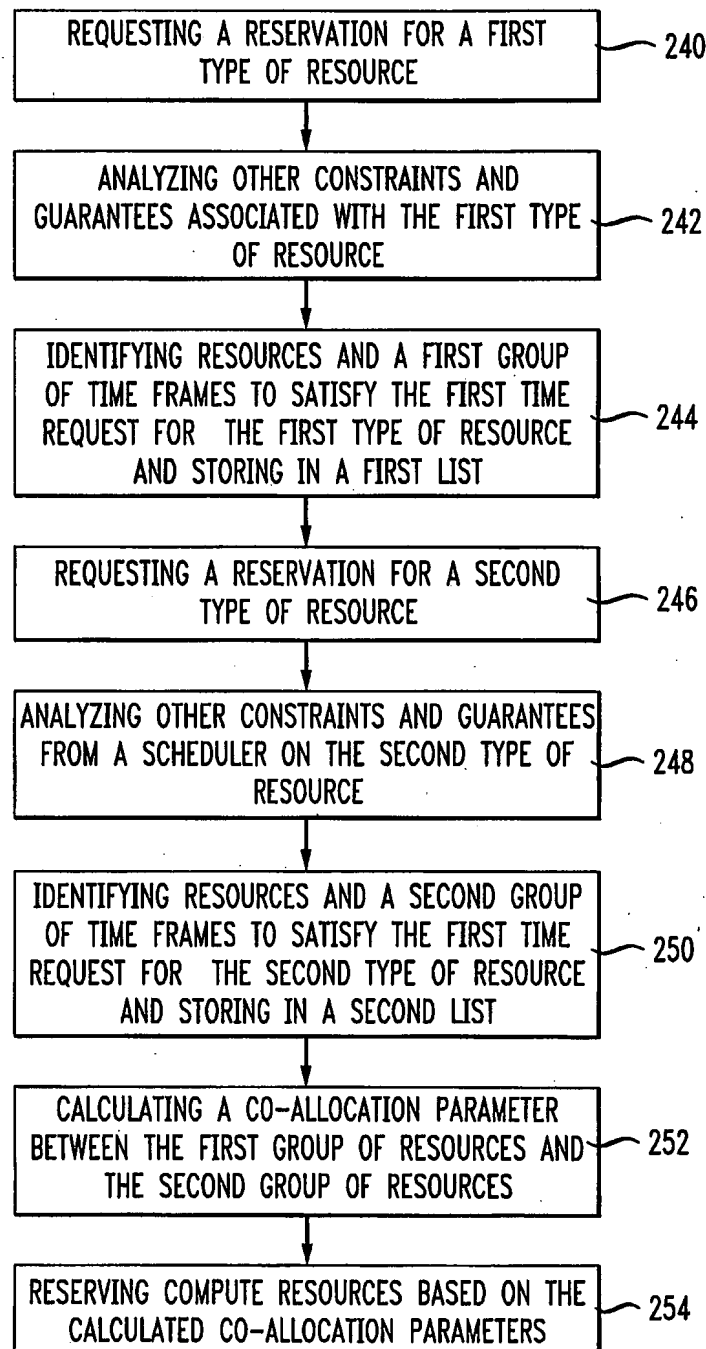 REQUESTING A RESERVATION FOR A FIRST
TYPE OF RESOURCE
240
ANALYZING OTHER CONSTRAINTS AND
GUARANTEES ASSOCIATED WITH THE FIRST TYPE
OF RESOURCE
242
IDENTIFYING RESOURCES AND A FIRST GROUP
OF TIME FRAMES TO SATISFY THE FIRST TIME
REQUEST FOR THE FIRST TYPE OF RESOURCE
AND STORING IN A FIRST LIST
244
REQUESTING A RESERVATION FOR A SECOND
TYPE OF RESOURCE
246
ANALYZING OTHER CONSTRAINTS AND GUARANTEES
FROM A SCHEDULER ON THE SECOND TYPE OF
RESOURCE
248
IDENTIFYING RESOURCES AND A SECOND GROUP
OF TIME FRAMES TO SATISFY THE FIRST TIME
REQUEST FOR THE SECOND TYPE OF RESOURCE
AND STORING IN A SECOND LIST
250
CALCULATING A CO-ALLOCATION PARAMETER
BETWEEN THE FIRST GROUP OF RESOURCES AND
THE SECOND GROUP OF RESOURCES
252
RESERVING COMPUTE RESOURCES BASED ON THE
CALCULATED CO-ALLOCATION PARAMETERS
254